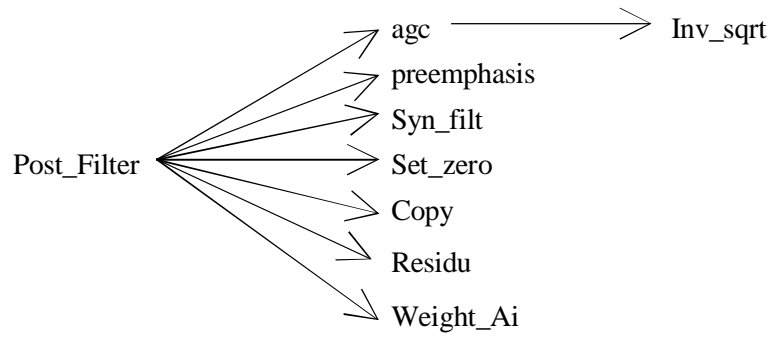 agc Inv_sqrt
preemphasis
Syn_filt
Post_Filter Set_zero
Copy
Residu
Weight_Ai